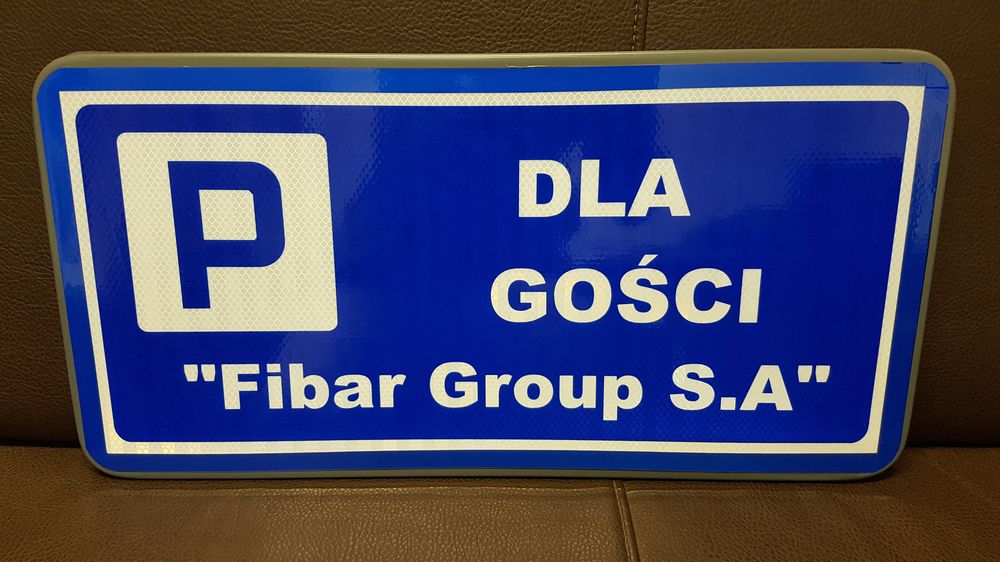 P
DLA
GOŚCI
"Fibar Group S.A"